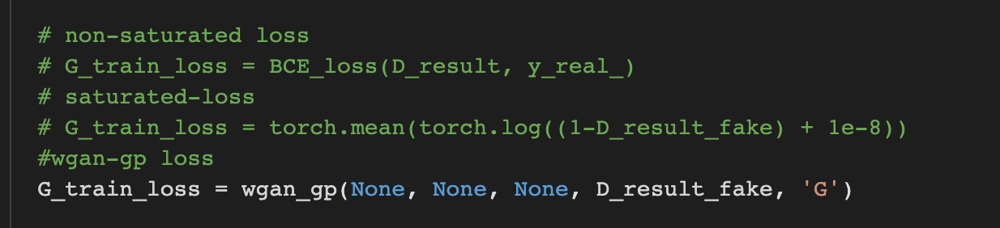 # non-saturated loss
# G_train_loss = BCE_loss(D_result, y_real_)
# saturated-loss
# G_train_loss = torch.mean(torch.log((1-D_result_fake) + 1e-8))
#wgan-gp loss
G_train_loss = wgan_gp(None, None, None, D_result_fake, 'G')